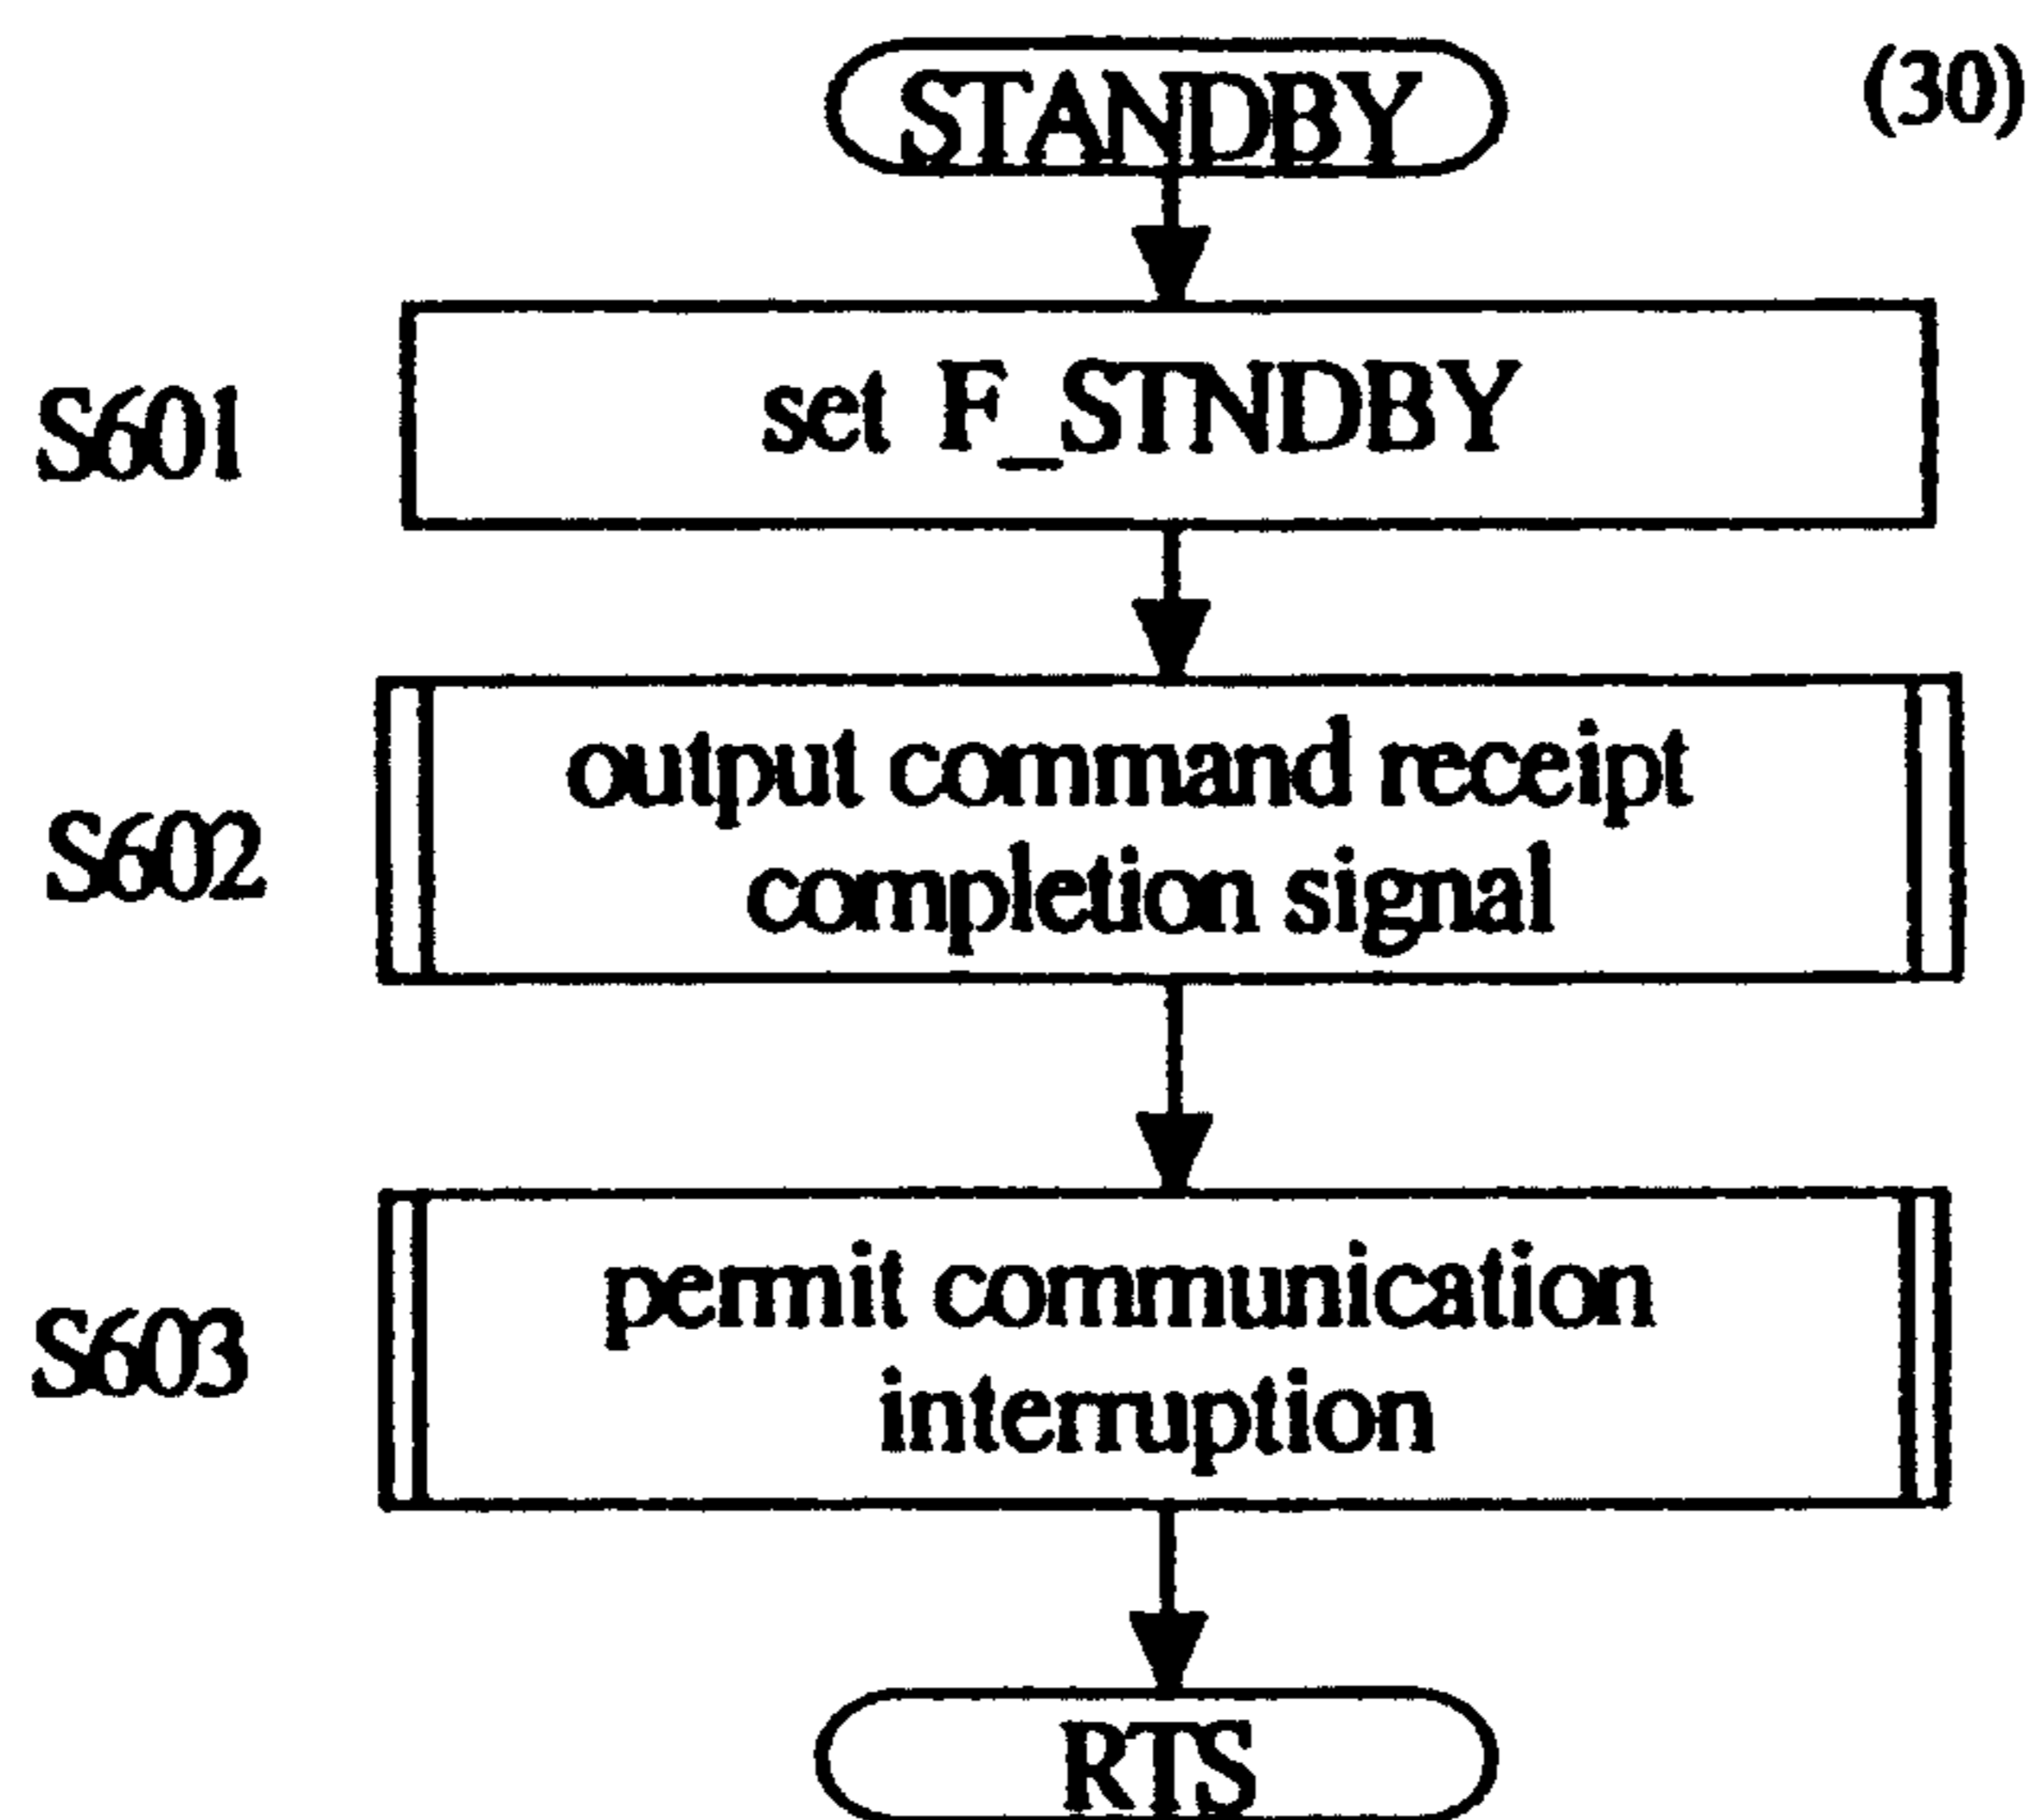 STANDBY
(30)
S601
set F_STNDBY
S602
output command receipt
completion signal
S603
permit communication
interruption
RTS